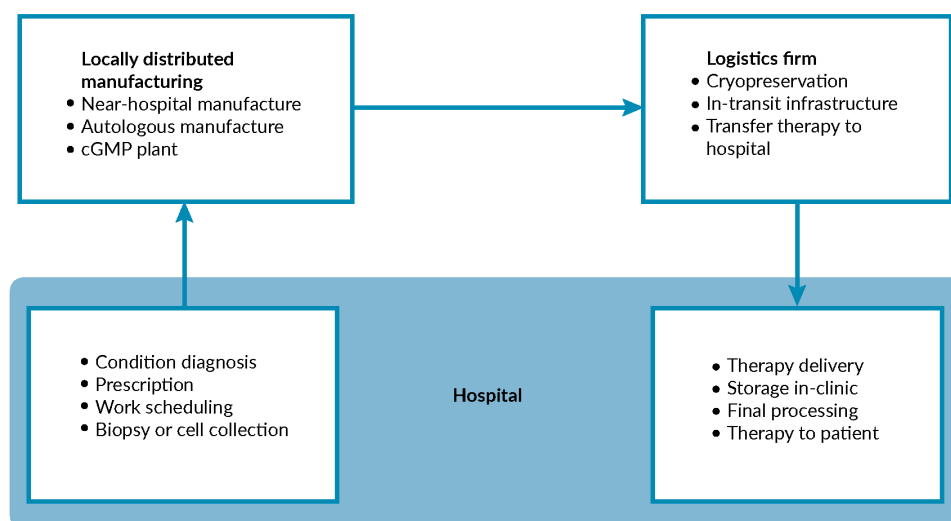 Locally distributed
manufacturing
• Near-hospital manufacture
• Autologous manufacture
• cGMP plant
Logistics firm
• Cryopreservation
• In-transit infrastructure
• Transfer therapy to
hospital
• Condition diagnosis
• Prescription
• Work scheduling
• Biopsy or cell collection
Hospital
• Therapy delivery
• Storage in-clinic
• Final processing
• Therapy to patient